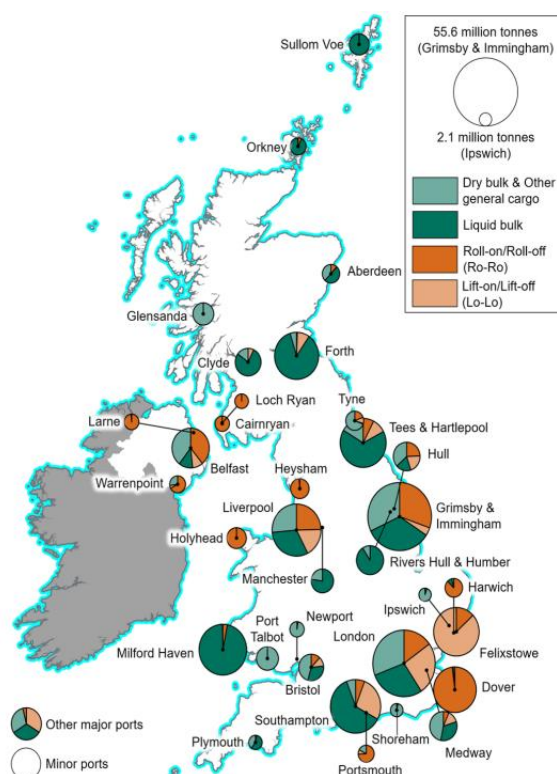 55.6 million tonnes
(Grimsby & Immingham)
2.1 million tonnes
(Ipswich)
Dry bulk & Other
general cargo
Liquid bulk
Roll-on/Roll-off
(Ro-Ro)
Lift-on/Lift-off
(Lo-Lo)
Sullom Voe
Orkney
Aberdeen
Glensanda
Forth
Clyde
Loch Ryan
Tyne
Larne
Cairnryan
Tees & Hartlepool
Hull
Belfast
Heysham
Warrenpoint
Liverpool
Grimsby &
Immingham
Holyhead
Manchester
Rivers Hull & Humber
Harwich
Ipswich
Newport
Port
Talbot
London
Milford Haven
Felixstowe
Bristol
Dover
Southampton
Other major ports
Shoreham
Plymouth
Medway
Portsmouth
Minor ports